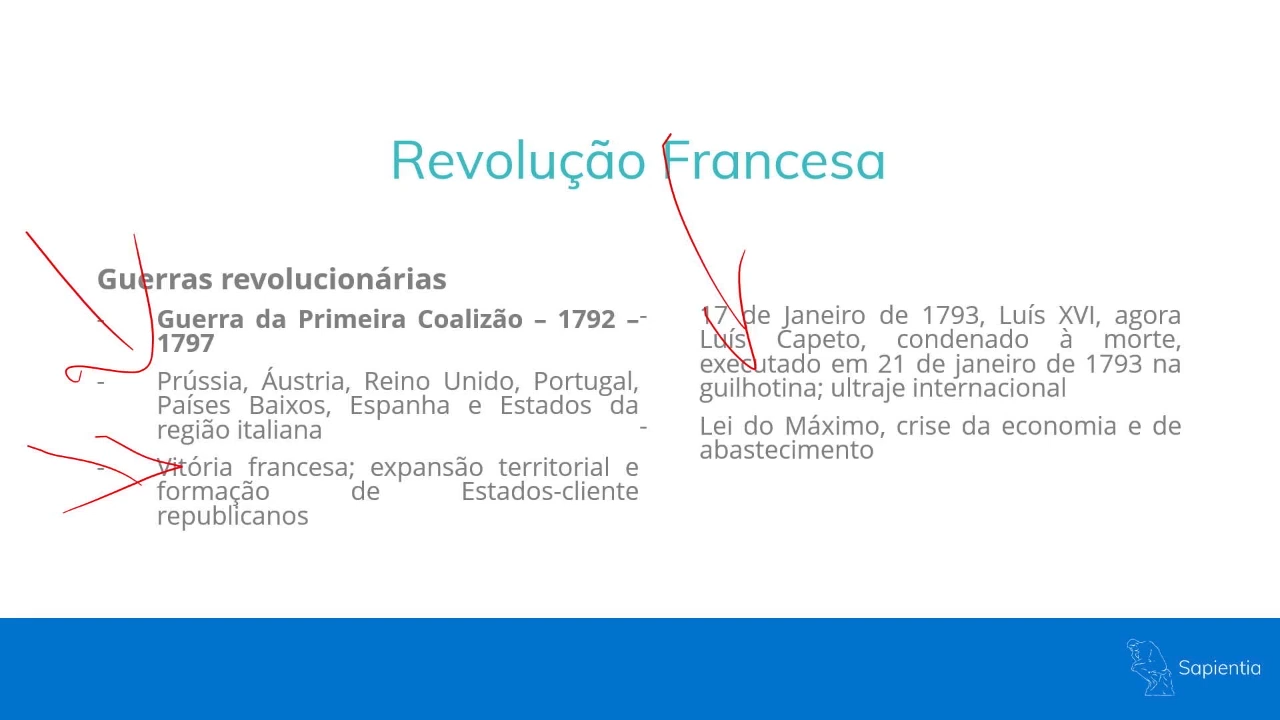 Revolução Francesa
Guerras revolucionárias
- Guerra da Primeira Coalizão – 1792 –
1797
- Prússia, Áustria, Reino Unido, Portugal,
Países Baixos, Espanha e Estados da
região italiana
- Vitória francesa; expansão territorial e
formação de Estados-cliente
republicanos
- 17 de Janeiro de 1793, Luís XVI, agora
Luís Capeto, condenado à morte,
executado em 21 de janeiro de 1793 na
guilhotina; ultraje internacional
- Lei do Máximo, crise da economia e de
abastecimento
Sapientia